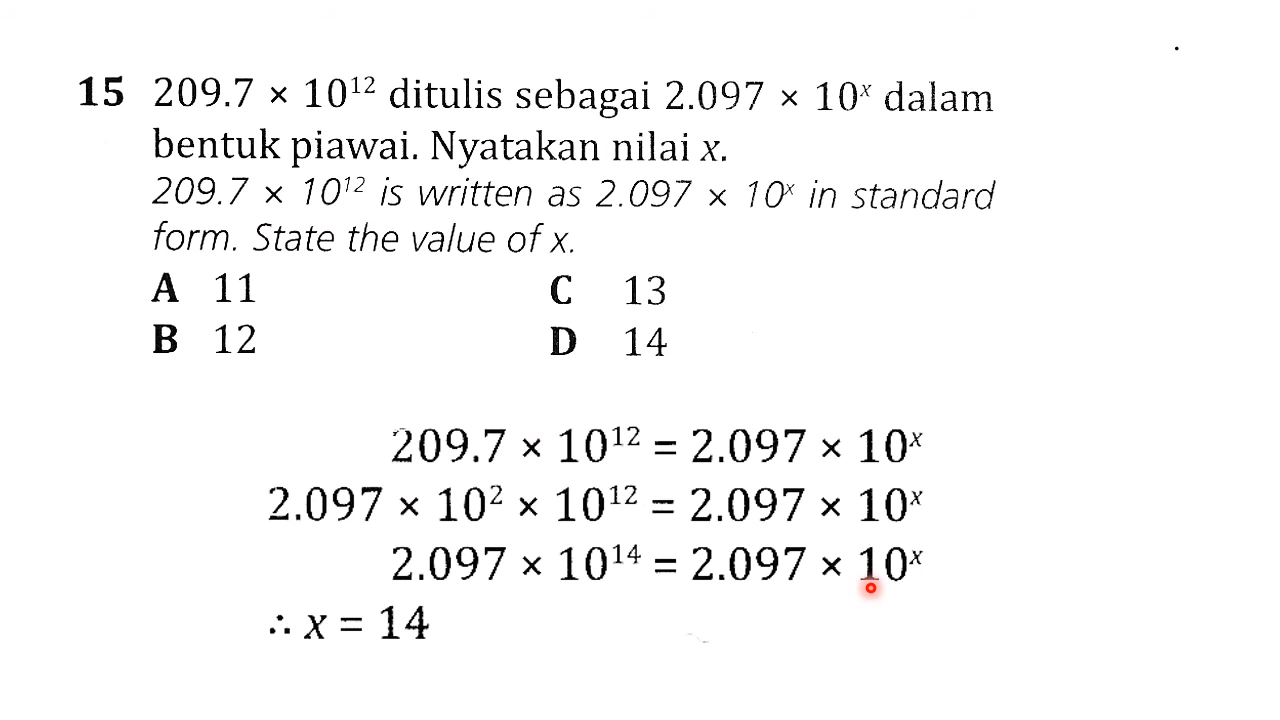 15 209.7 × 10¹² ditulis sebagai 2.097 × 10ˣ dalam
bentuk piawai. Nyatakan nilai x.
209.7 × 10¹² is written as 2.097 × 10ˣ in standard
form. State the value of x.
A 11 C 13
B 12 D 14
209.7 × 10¹² = 2.097 × 10ˣ
2.097 × 10² × 10¹² = 2.097 × 10ˣ
2.097 × 10¹⁴ = 2.097 × 10ˣ
∴ x = 14